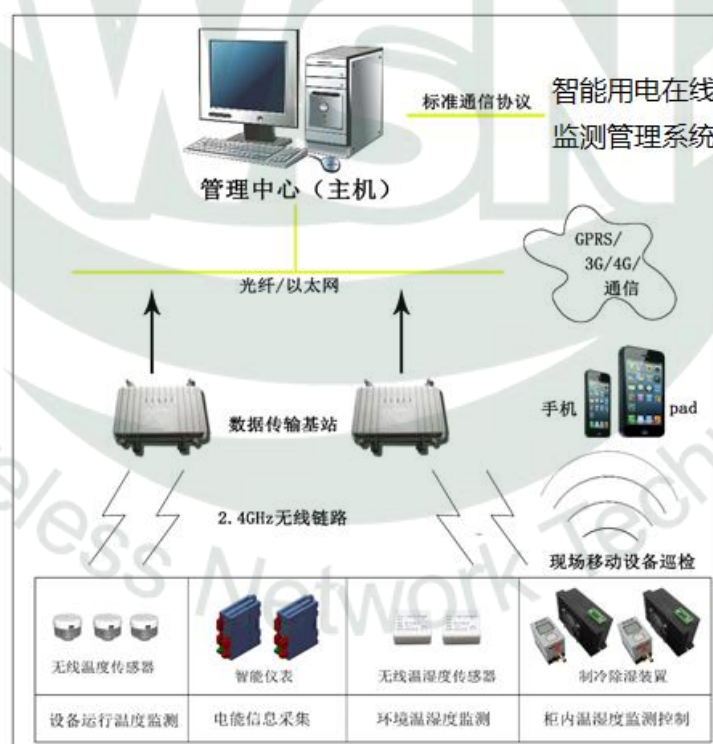 WSN
标准通信协议
智能用电在线
监测管理系统
管理中心（主机）
GPRS/
3G/4G/
通信
光纤/以太网
数据传输基站
手机
pad
2.4GHz无线链路
现场移动设备巡检
无线温度传感器
智能仪表
无线温湿度传感器
制冷除湿装置
设备运行温度监测
电能信息采集
环境温湿度监测
柜内温湿度监测控制